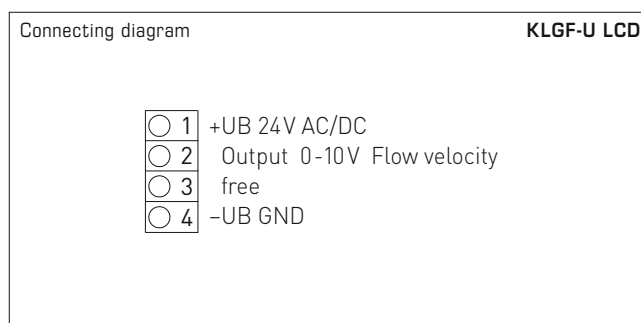 Connecting diagram KLGF-U LCD
1 +UB 24V AC/DC
2 Output 0-10V Flow velocity
3 free
4 –UB GND